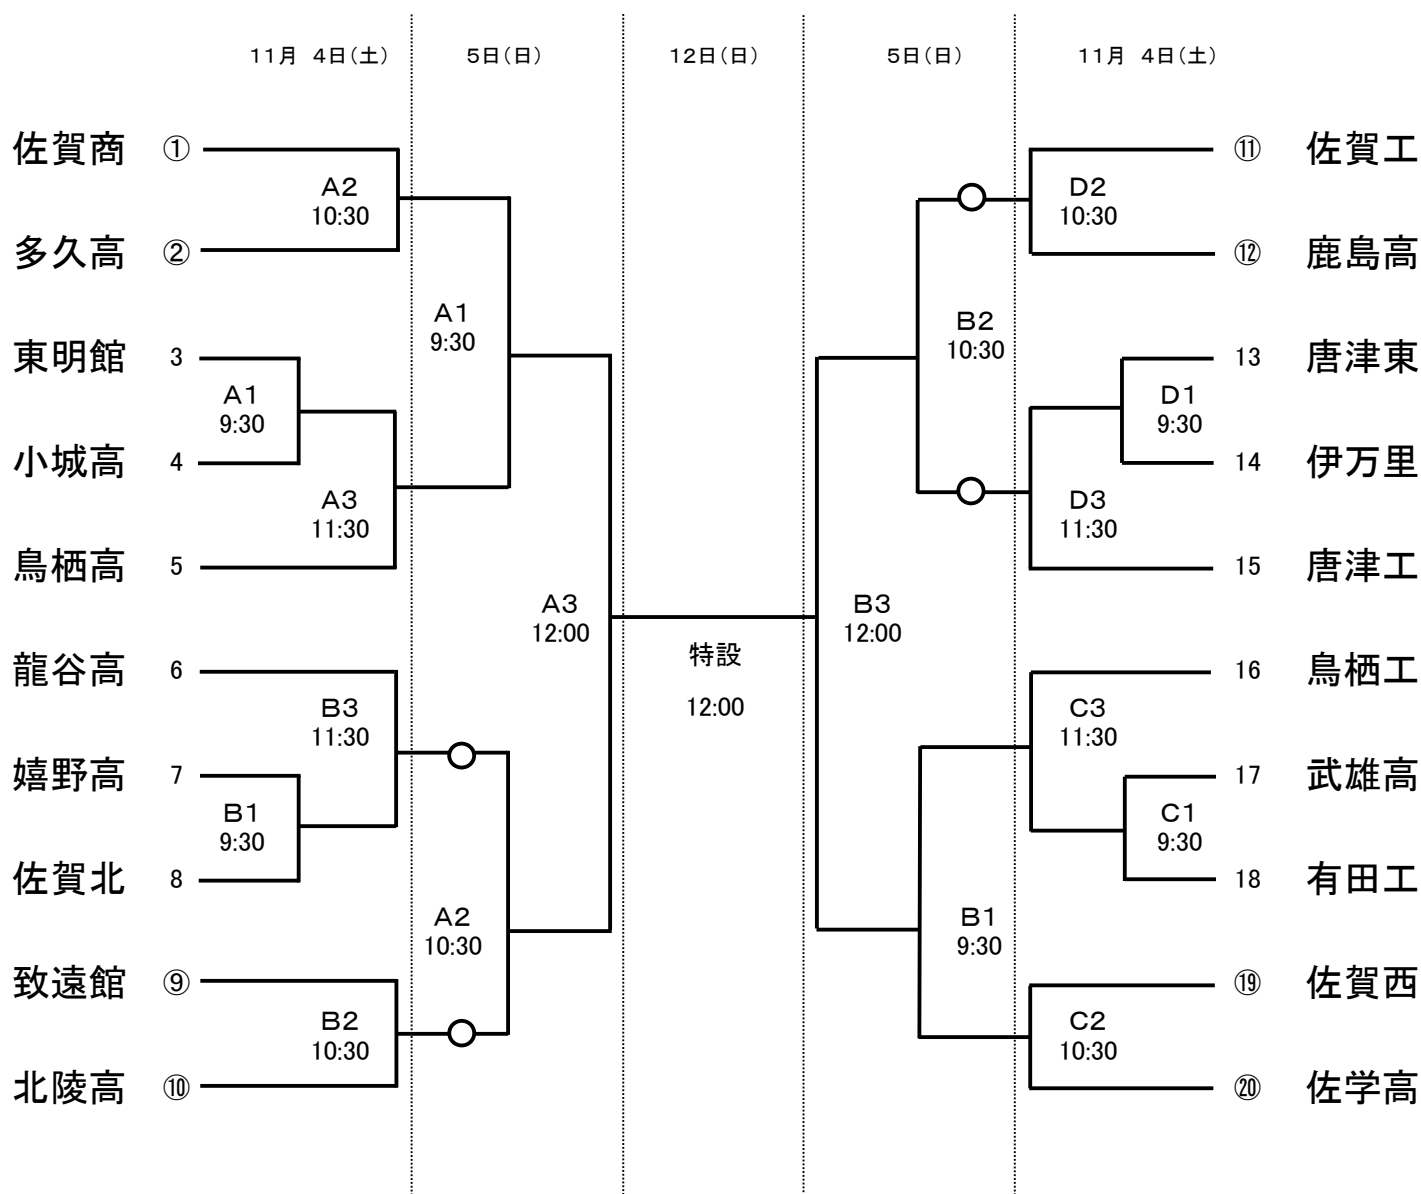 11月 4日(土) 5日(日) 12日(日) 5日(日) 11月 4日(土)
佐賀商 ① ⑪ 佐賀工
A2 D2
10:30 10:30
多久高 ② ⑫ 鹿島高
A1 B2
9:30 10:30
東明館 3 13 唐津東
A1 D1
9:30 9:30
小城高 4 14 伊万里
A3 D3
11:30 11:30
鳥栖高 5 15 唐津工
A3 B3
12:00 12:00
特設
龍谷高 6 16 鳥栖工
B3 12:00 C3
11:30 11:30
嬉野高 7 17 武雄高
B1 C1
9:30 9:30
佐賀北 8 18 有田工
A2 B1
10:30 9:30
致遠館 ⑨ ⑲ 佐賀西
B2 C2
10:30 10:30
北陵高 ⑩ ⑳ 佐学高